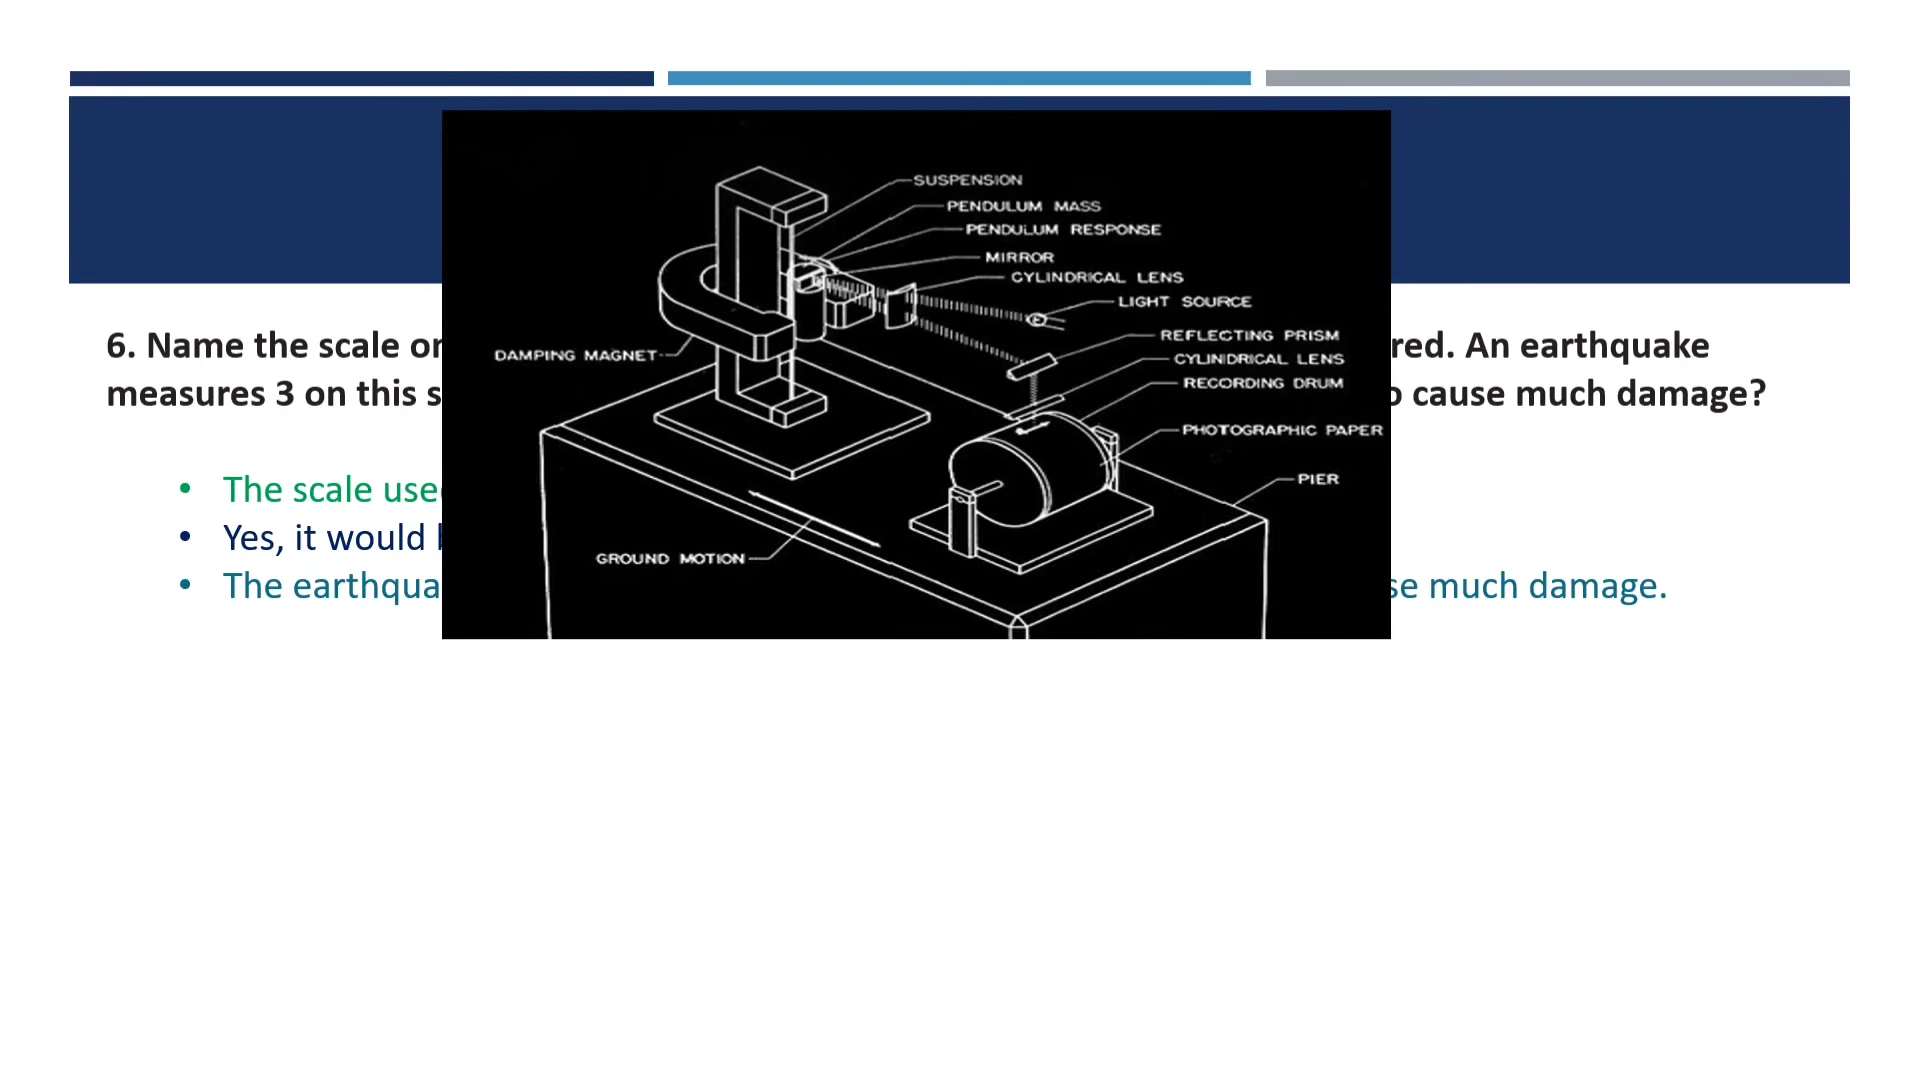 SUSPENSION
PENDULUM MASS
PENDULUM RESPONSE
MIRROR
CYLINDRICAL LENS
LIGHT SOURCE
REFLECTING PRISM
DAMPING MAGNET
CYLINDRICAL LENS
RECORDING DRUM
PHOTOGRAPHIC PAPER
PIER
GROUND MOTION
6. Name the scale on red. An earthquake
measures 3 on this s o cause much damage?
• The scale used
• Yes, it would
• The earthqua se much damage.